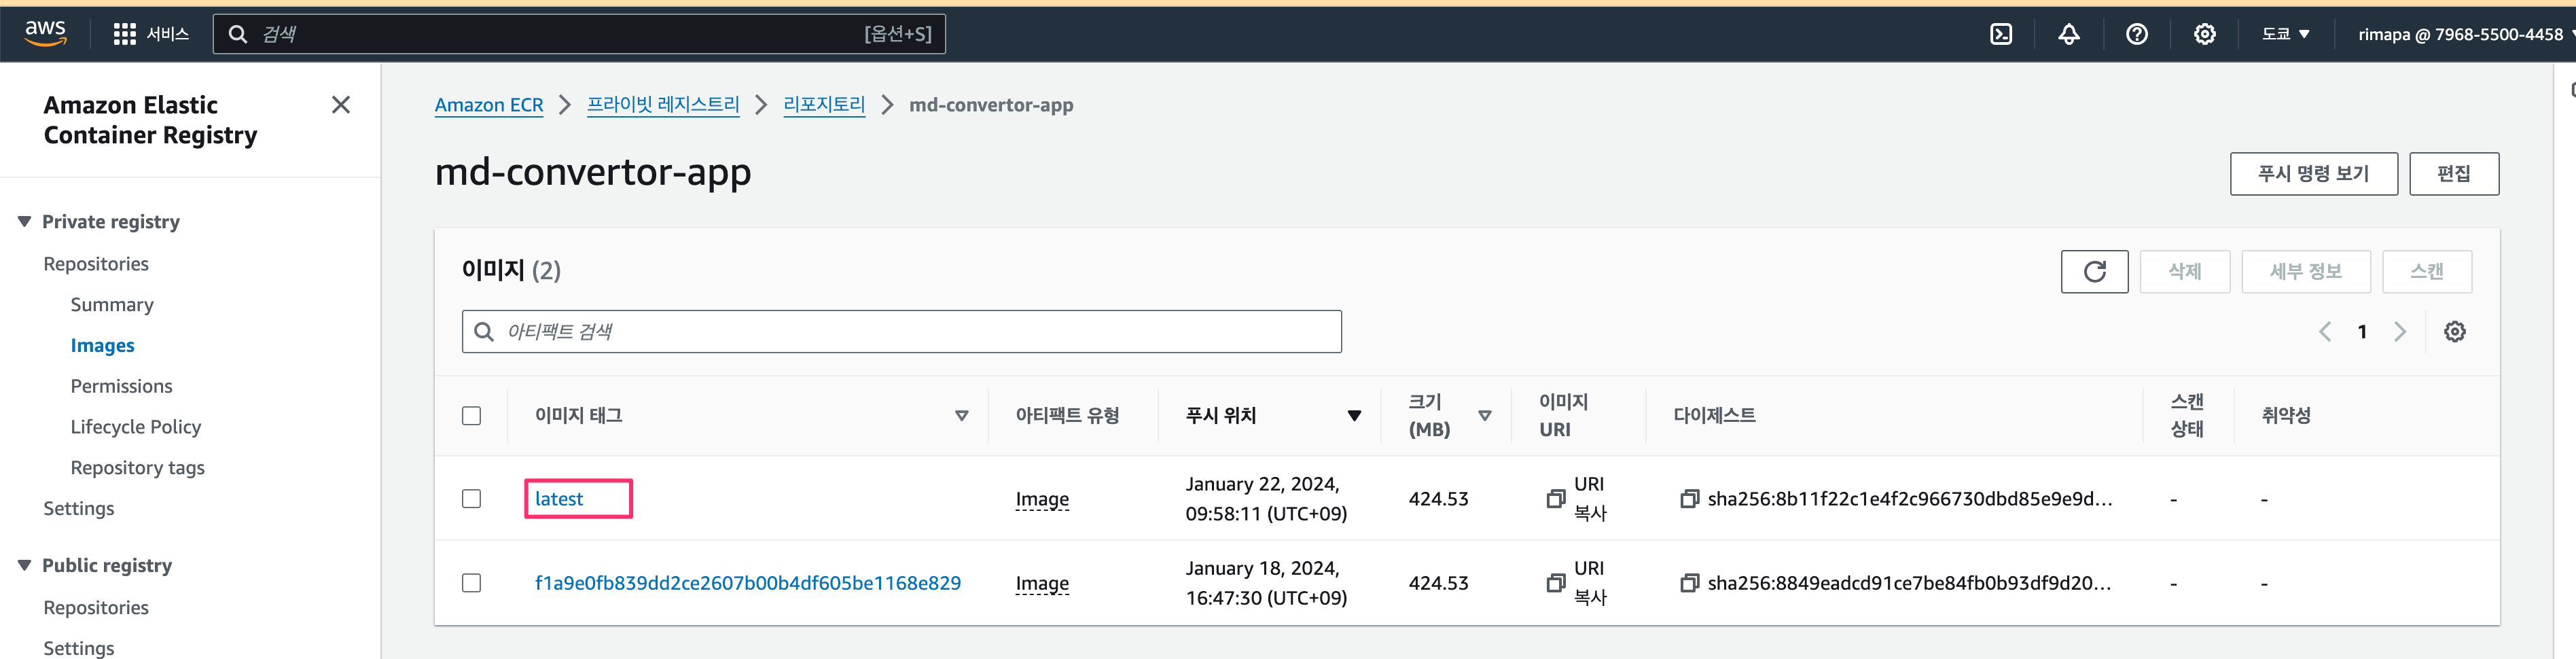 aws
서비스
검색
[옵션+S]
도쿄 ▼
rimapa @ 7968-5500-4458
Amazon Elastic
Container Registry
Private registry
Repositories
Summary
Images
Permissions
Lifecycle Policy
Repository tags
Settings
Public registry
Repositories
Settings
Amazon ECR
프라이빗 레지스트리
리포지토리
md-convertor-app
md-convertor-app
푸시 명령 보기
편집
이미지 (2)
삭제
세부 정보
스캔
아티팩트 검색
1
이미지 태그
아티팩트 유형
푸시 위치
크기
(MB)
이미지
URI
다이제스트
스캔
상태
취약성
latest
Image
January 22, 2024,
09:58:11 (UTC+09)
424.53
URI
복사
sha256:8b11f22c1e4f2c966730dbd85e9e9d...
-
-
f1a9e0fb839dd2ce2607b00b4df605be1168e829
Image
January 18, 2024,
16:47:30 (UTC+09)
424.53
URI
복사
sha256:8849eadcd91ce7be84fb0b93df9d20...
-
-